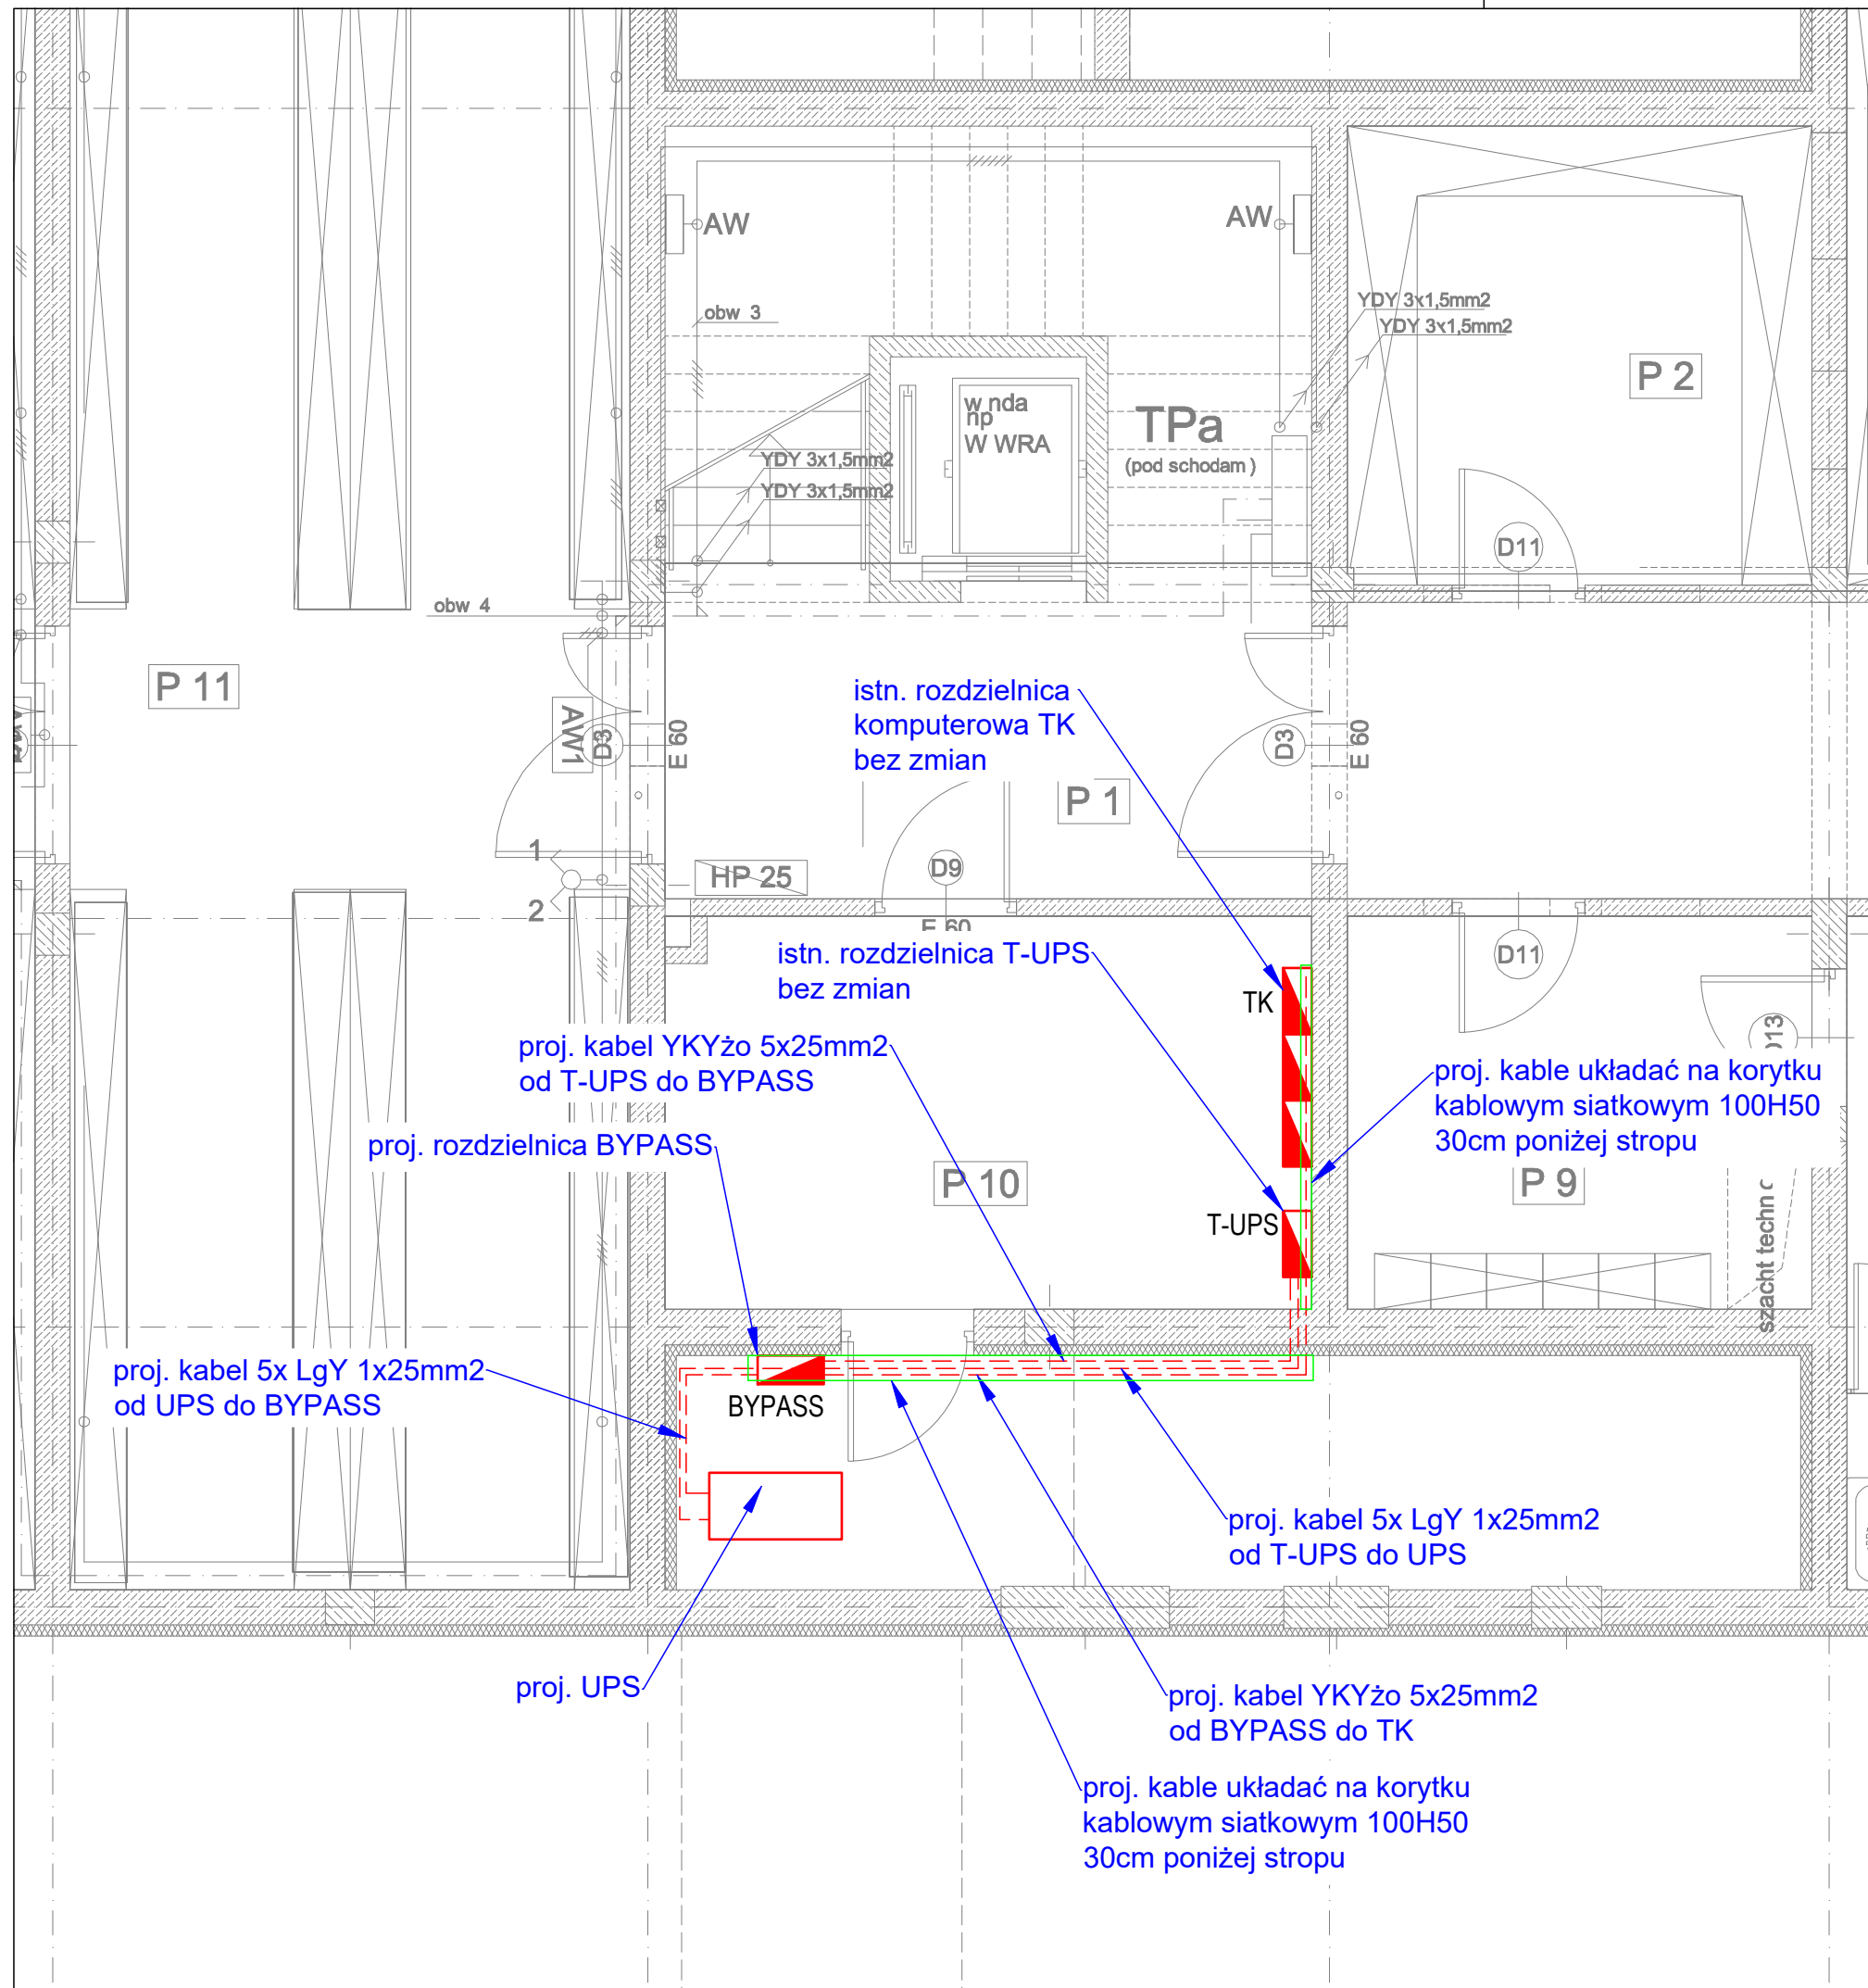 AW
AW
obw 3
YDY 3x1,5mm2
YDY 3x1,5mm2
P 2
w nda
np
W WRA
TPa
(pod schodam )
YDY 3x1,5mm2
YDY 3x1,5mm2
D11
obw 4
P 11
AW1
D3
E 60
istn. rozdzielnica
komputerowa TK
bez zmian
D3
E 60
P 1
1
2
HP 25
D9
E 60
D11
istn. rozdzielnica T-UPS
bez zmian
TK
proj. kabel YKYżo 5x25mm2
od T-UPS do BYPASS
proj. kable układać na korytku
kablowym siatkowym 100H50
30cm poniżej stropu
proj. rozdzielnica BYPASS
P 10
P 9
T-UPS
szacht techn
proj. kabel 5x LgY 1x25mm2
od UPS do BYPASS
BYPASS
proj. kabel 5x LgY 1x25mm2
od T-UPS do UPS
proj. UPS
proj. kabel YKYżo 5x25mm2
od BYPASS do TK
proj. kable układać na korytku
kablowym siatkowym 100H50
30cm poniżej stropu